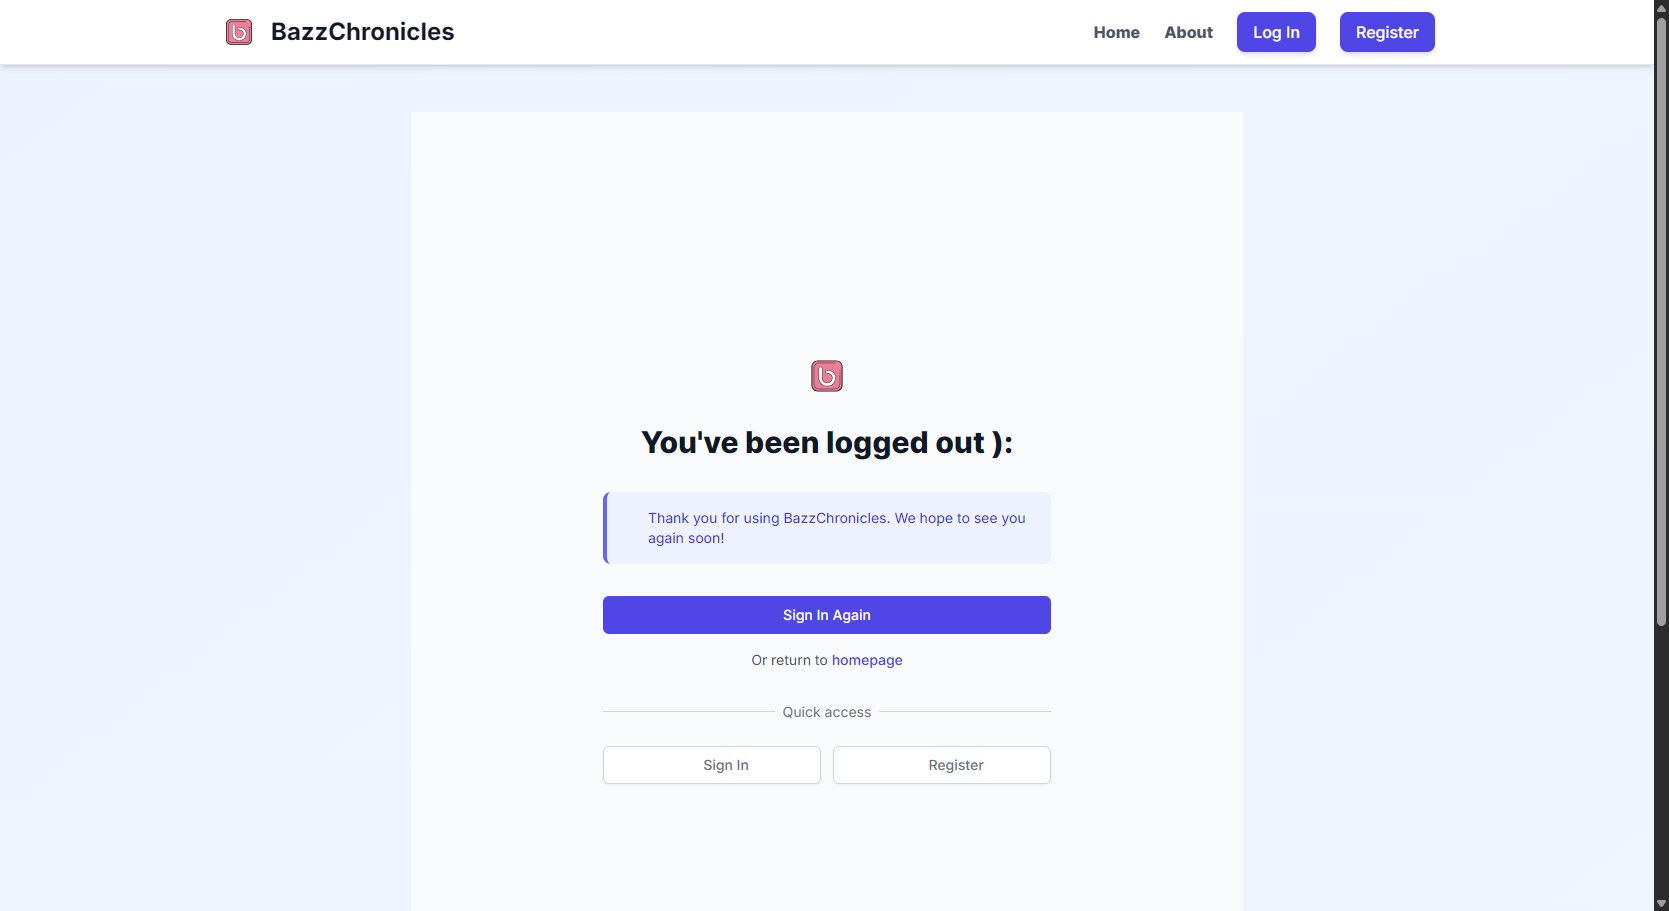 BazzChronicles
Home
About
Log In
Register
You've been logged out ):
Thank you for using BazzChronicles. We hope to see you
again soon!
Sign In Again
Or return to homepage
Quick access
Sign In
Register